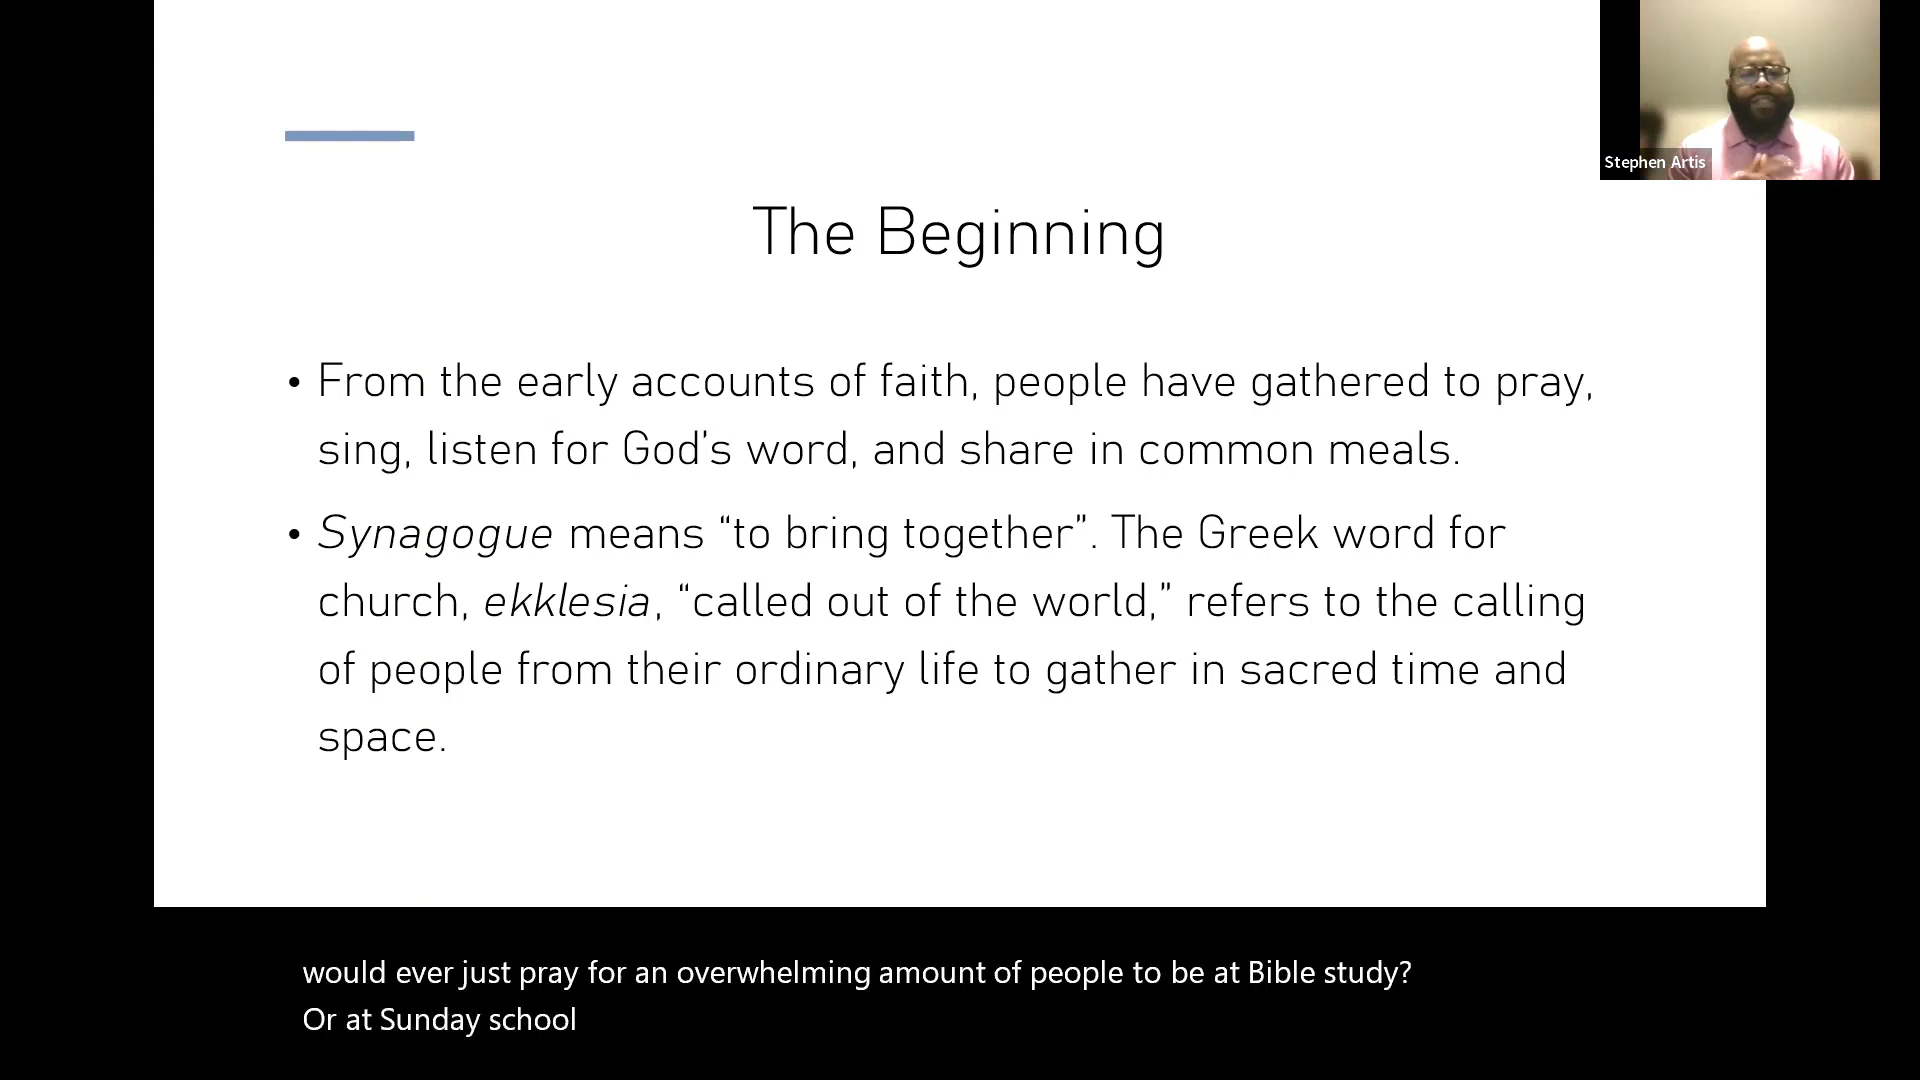 Stephen Artis
The Beginning
• From the early accounts of faith, people have gathered to pray,
sing, listen for God’s word, and share in common meals.
• Synagogue means “to bring together”. The Greek word for
church, ekklesia, “called out of the world,” refers to the calling
of people from their ordinary life to gather in sacred time and
space.
would ever just pray for an overwhelming amount of people to be at Bible study?
Or at Sunday school